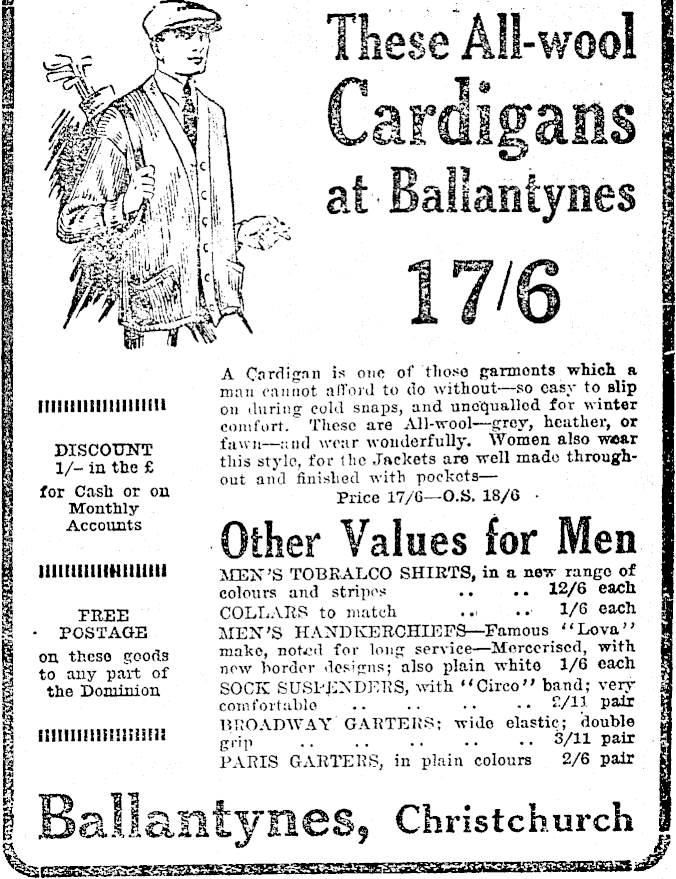 These All-wool
Cardigans
at Ballantynes
17/6
A Cardigan is one of those garments which a
man cannot afford to do without—so easy to slip
on during cold snaps, and unequalled for winter
comfort. These are All-wool—grey, heather, or
fawn—and wear wonderfully. Women also wear
this style, for the Jackets are well made through-
out and finished with pockets—
Price 17/6—O.S. 18/6
DISCOUNT
1/- in the £
for Cash or on
Monthly
Accounts
FREE
POSTAGE
on these goods
to any part of
the Dominion
Other Values for Men
MEN'S TOBRALCO SHIRTS, in a new range of
colours and stripes .. .. 12/6 each
COLLARS to match .. .. 1/6 each
MEN'S HANDKERCHIEFS—Famous "Lova"
make, noted for long service—Mercerised, with
new border designs; also plain white 1/6 each
SOCK SUSPENDERS, with "Circo" band; very
comfortable .. .. .. .. 2/11 pair
BROADWAY GARTERS; wide elastic; double
grip .. .. .. .. .. 3/11 pair
PARIS GARTERS, in plain colours 2/6 pair
Ballantynes, Christchurch